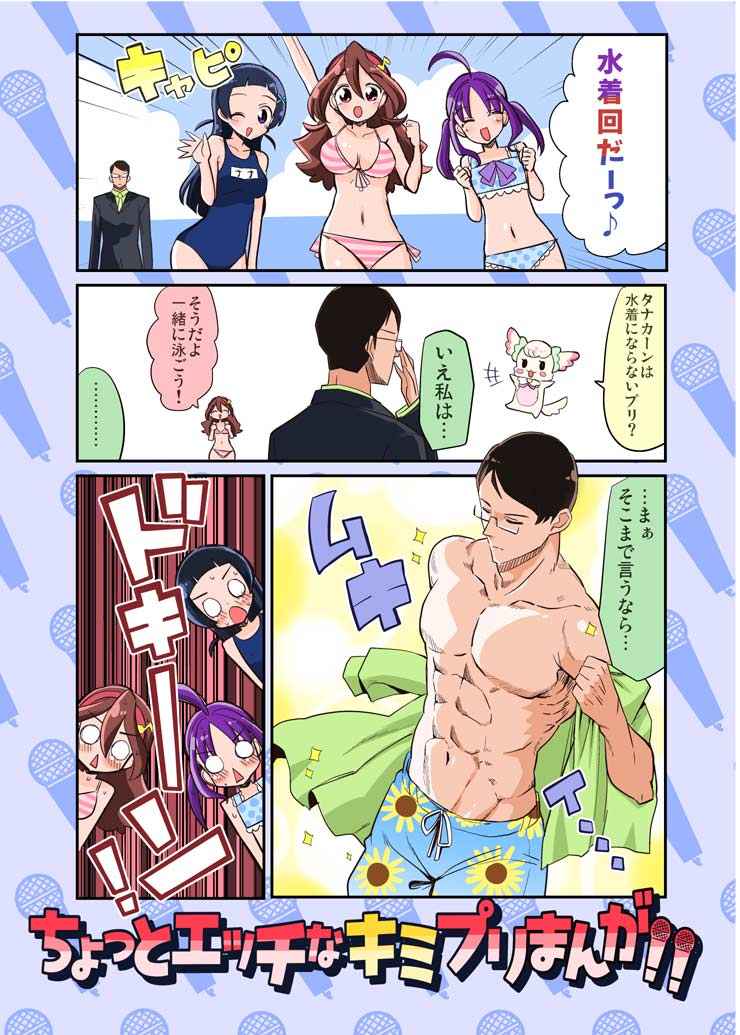 水着回だーっ♪
キャピ
ナナ
タナカーンは
水着にならないプリ？
いえ私は…
そうだよ
一緒に泳ごう！
…………
…まぁ
そこまで言うなら…
ムキ
イ…
ドキーン！
ちょっとエッチなキミプリまんが!!